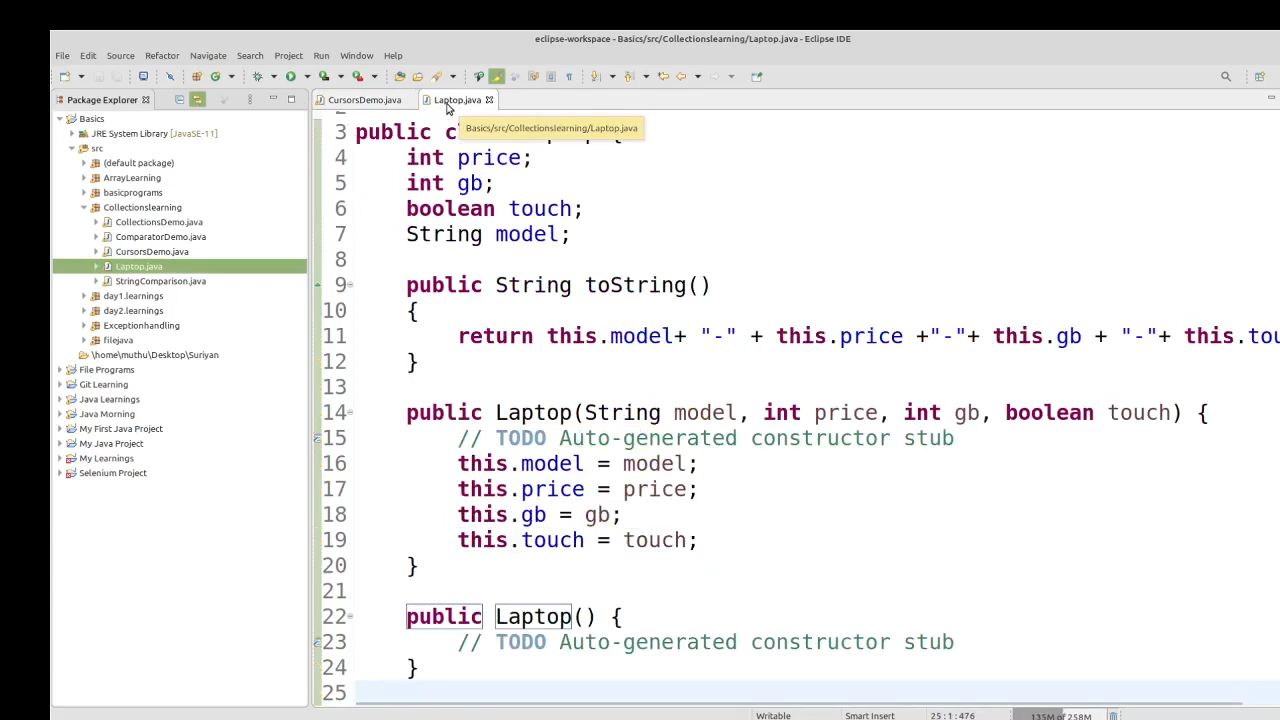 eclipse-workspace - Basics/src/Collectionslearning/Laptop.java - Eclipse IDE
File Edit Source Refactor Navigate Search Project Run Window Help
Package Explorer
CursorsDemo.java
Laptop.java
Basics/src/Collectionslearning/Laptop.java
Basics
JRE System Library [JavaSE-11]
src
(default package)
ArrayLearning
basicprograms
Collectionslearning
CollectionsDemo.java
ComparatorDemo.java
CursorsDemo.java
Laptop.java
StringComparison.java
day1.learnings
day2.learnings
Exceptionhandling
filejava
\home\muthu\Desktop\Suriyan
File Programs
Git Learning
Java Learnings
Java Morning
My First Java Project
My Java Project
My Learnings
Selenium Project
3 public {
4 int price;
5 int gb;
6 boolean touch;
7 String model;
8
9 public String toString()
10 {
11 return this.model+ "-" + this.price +"-"+ this.gb + "-"+ this.tou
12 }
13
14 public Laptop(String model, int price, int gb, boolean touch) {
15 // TODO Auto-generated constructor stub
16 this.model = model;
17 this.price = price;
18 this.gb = gb;
19 this.touch = touch;
20 }
21
22 public Laptop() {
23 // TODO Auto-generated constructor stub
24 }
25
Writable Smart Insert 25 : 1 : 476 135M of 258M